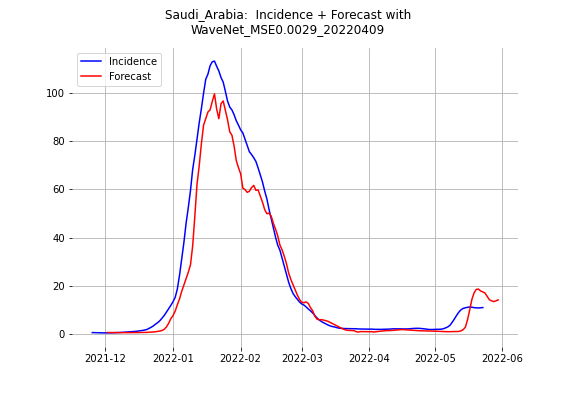 Saudi_Arabia:  Incidence + Forecast with
WaveNet_MSE0.0029_20220409
Incidence
Forecast
100
80
60
40
20
0
2021-12 2022-01 2022-02 2022-03 2022-04 2022-05 2022-06